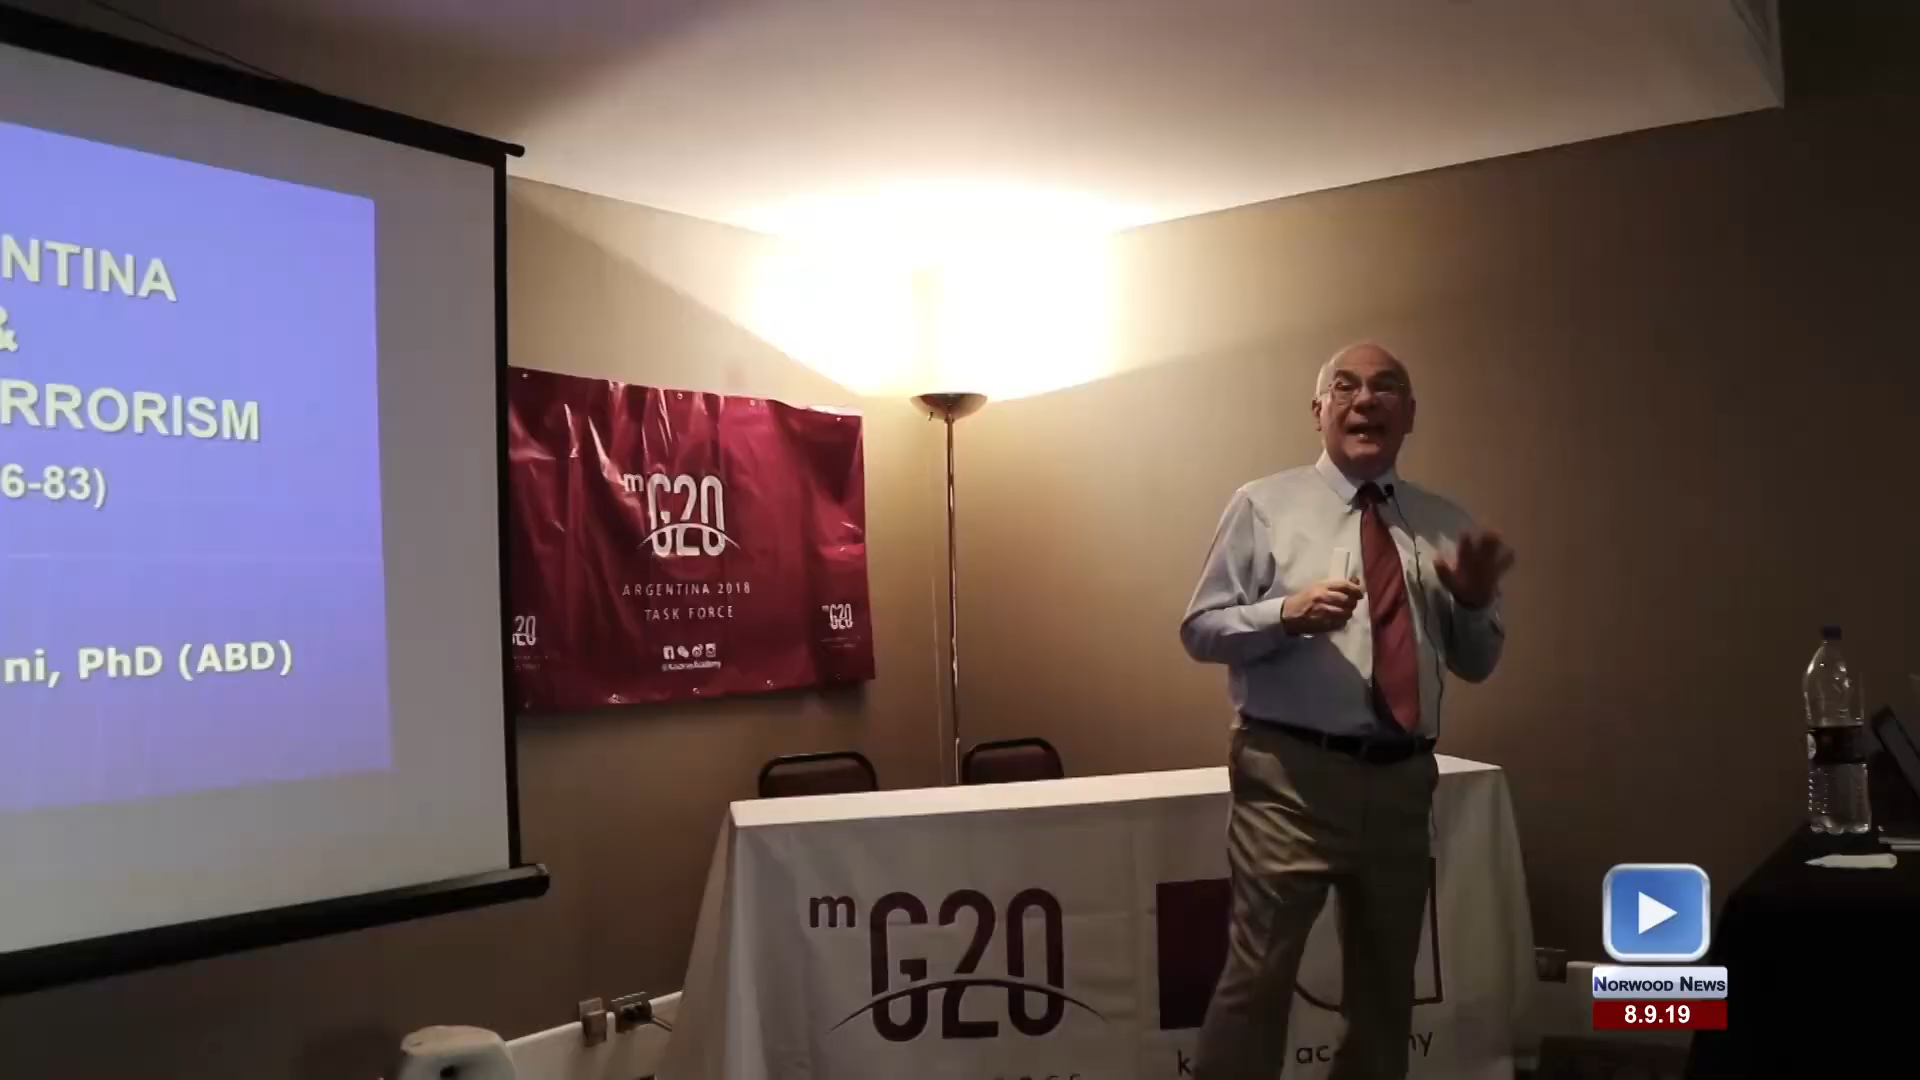 NTINA
&
RRORISM
6-83)
ni, PhD (ABD)
mG20
ARGENTINA 2018
TASK FORCE
mG20
mG20
NORWOOD NEWS
8.9.19